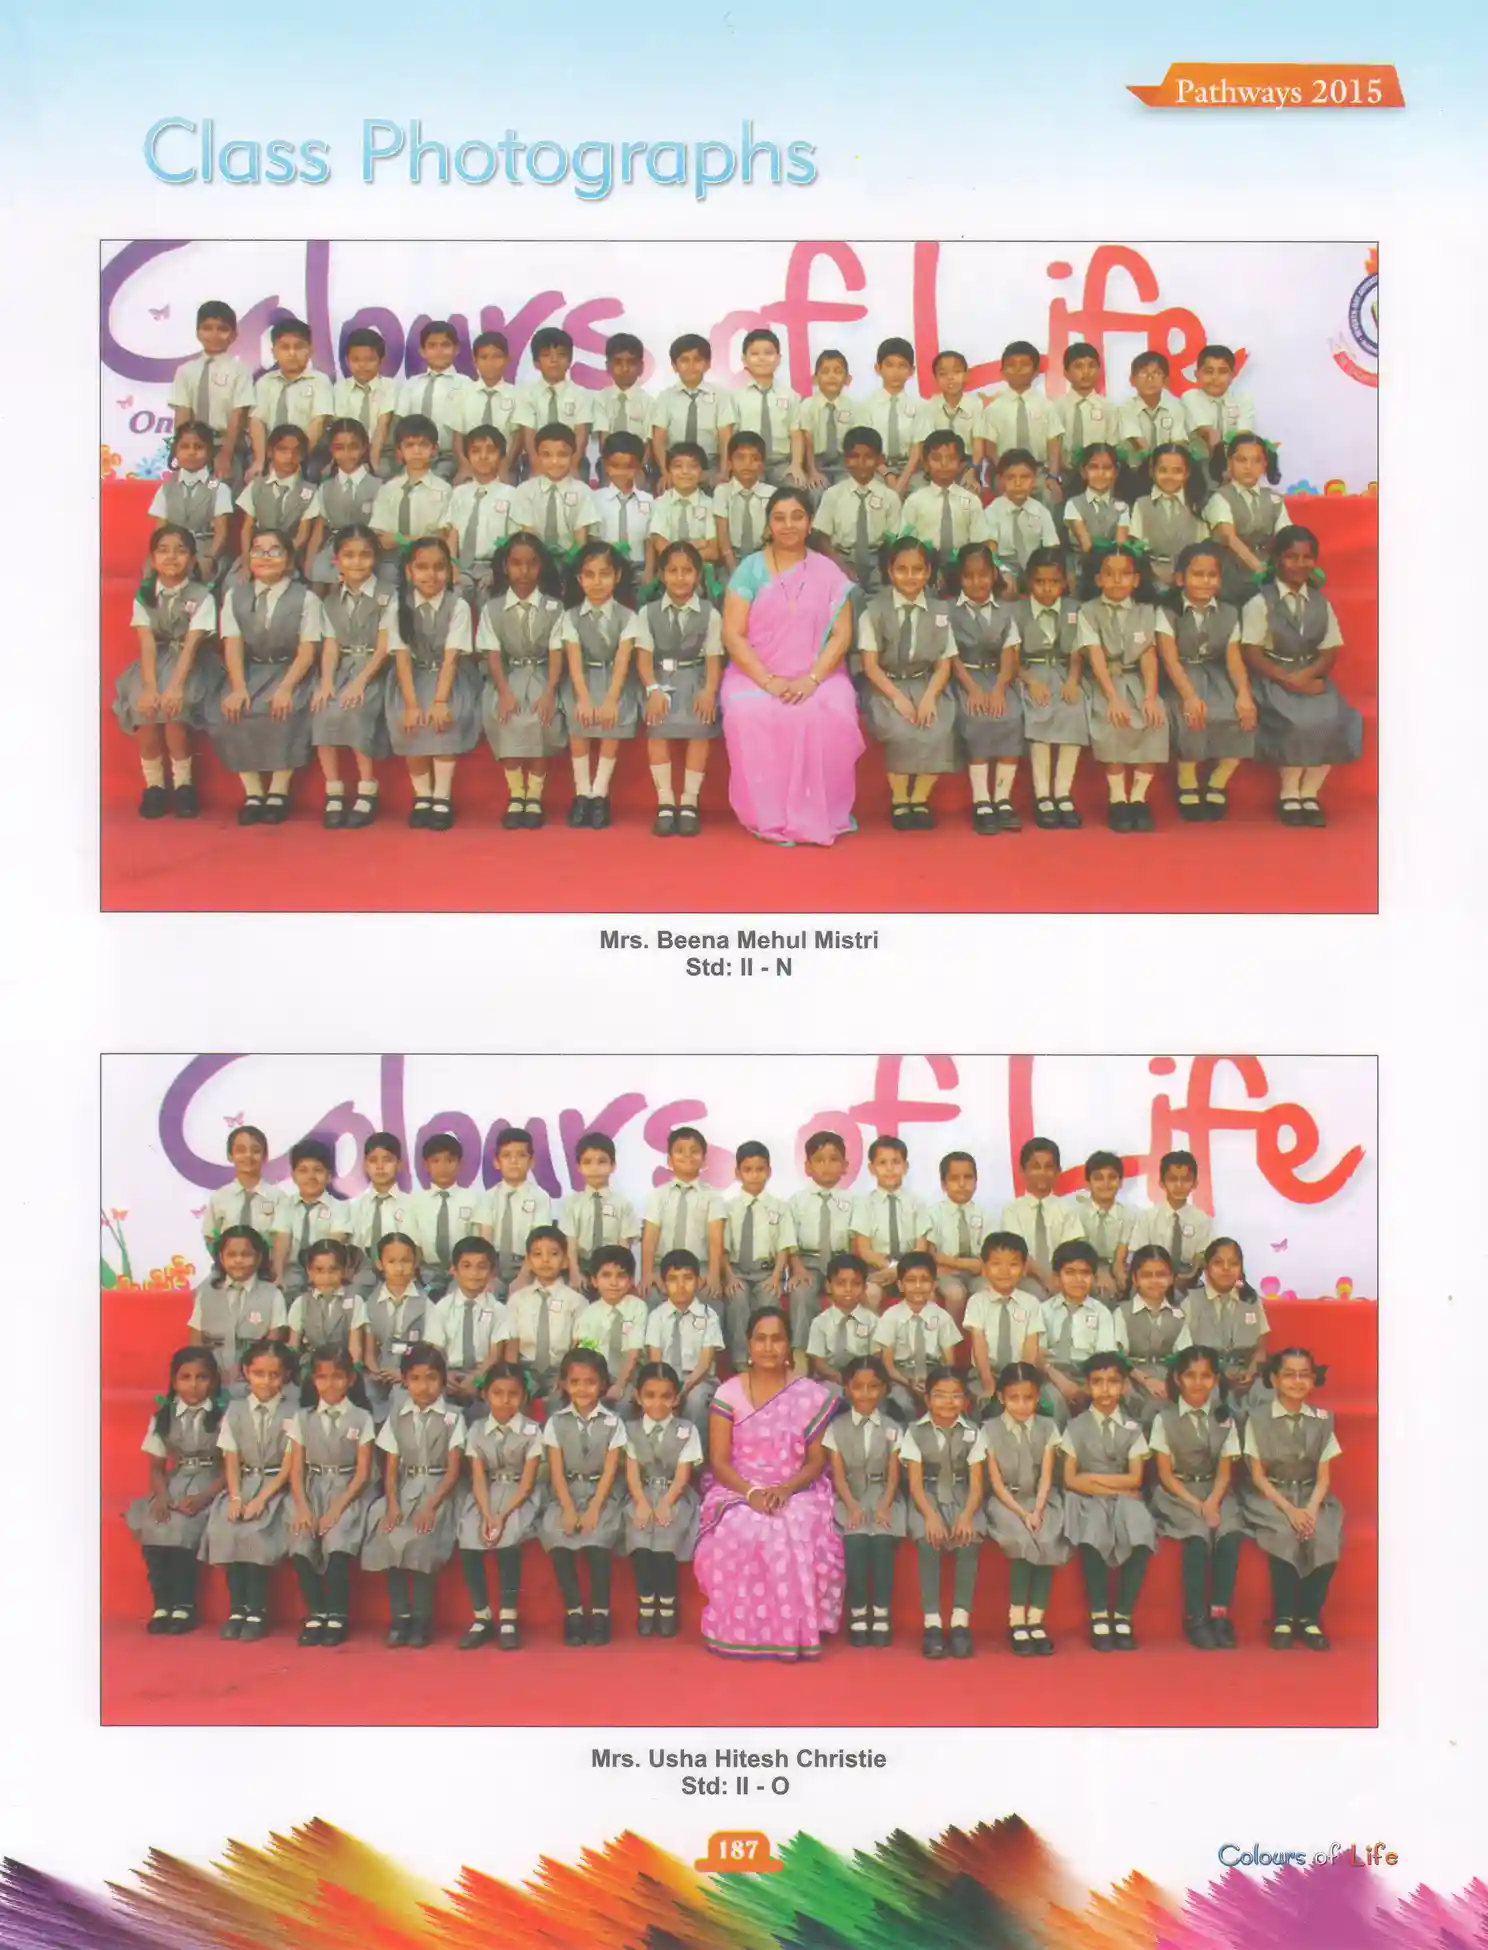 Pathways 2015
Class Photographs
Colours of Life
On
Mrs. Beena Mehul Mistri
Std: II - N
Colours of Life
Mrs. Usha Hitesh Christie
Std: II - O
187
Colours of Life